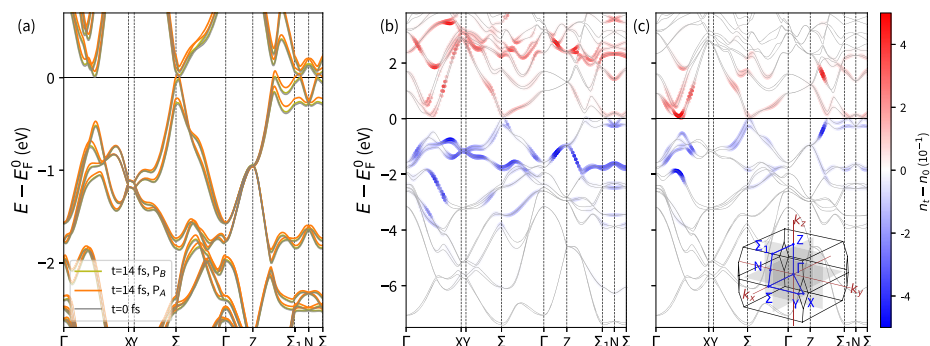 (a)
(b)
(c)
E − E_F^0 (eV)
0
−1
−2
t=14 fs, P_B
t=14 fs, P_A
t=0 fs
Γ XY Σ Γ Z Σ_1 N Σ
E − E_F^0 (eV)
2
0
−2
−4
−6
Γ XY Σ Γ Z Σ_1 N Σ
k_z
Σ_1 Z
N Γ
k_x k_y
Σ Y X
Γ XY Σ Γ Z Σ_1 N Σ
4
2
0
−2
−4
n_t − n_0 (10^{-1})